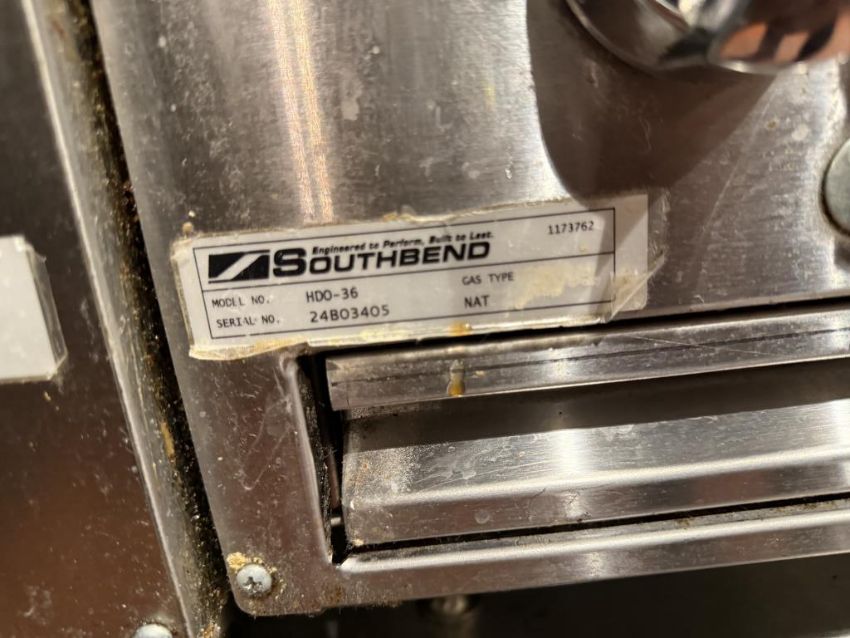 Engineered to Perform, Built to Last.
SOUTHBEND
1173762
MODEL NO. HDO-36 GAS TYPE
SERIAL NO. 24B03405 NAT